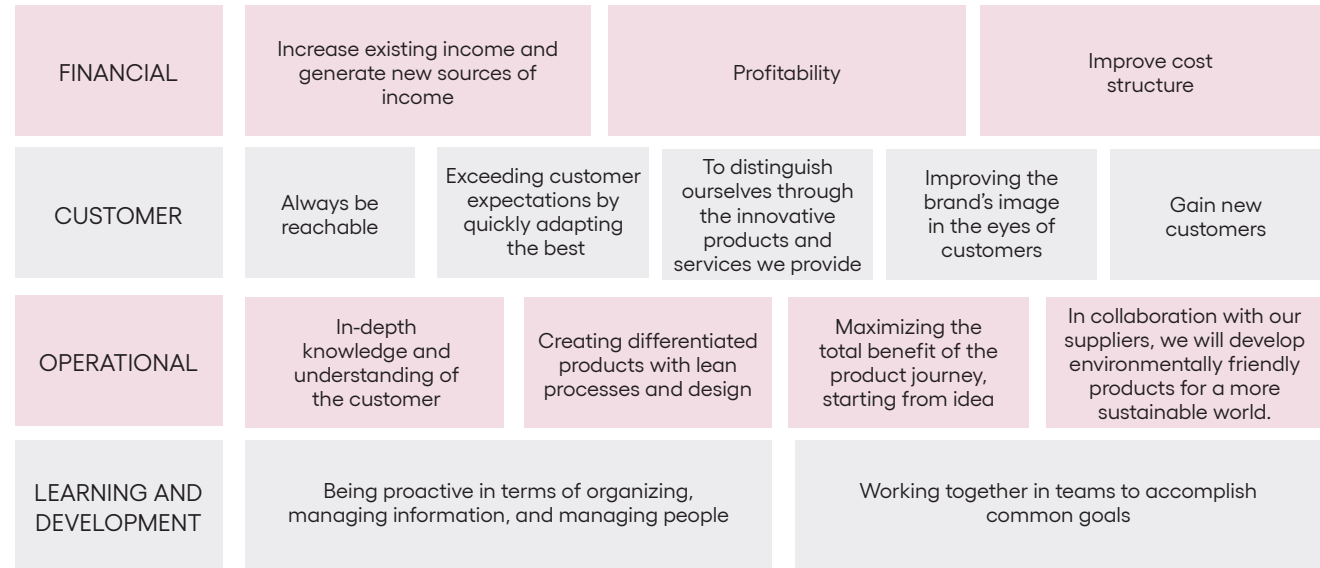 FINANCIAL
Increase existing income and
generate new sources of
income
Profitability
Improve cost
structure
CUSTOMER
Always be
reachable
Exceeding customer
expectations by
quickly adapting
the best
To distinguish
ourselves through
the innovative
products and
services we provide
Improving the
brand’s image
in the eyes of
customers
Gain new
customers
OPERATIONAL
In-depth
knowledge and
understanding of
the customer
Creating differentiated
products with lean
processes and design
Maximizing the
total benefit of the
product journey,
starting from idea
In collaboration with our
suppliers, we will develop
environmentally friendly
products for a more
sustainable world.
LEARNING AND
DEVELOPMENT
Being proactive in terms of organizing,
managing information, and managing people
Working together in teams to accomplish
common goals